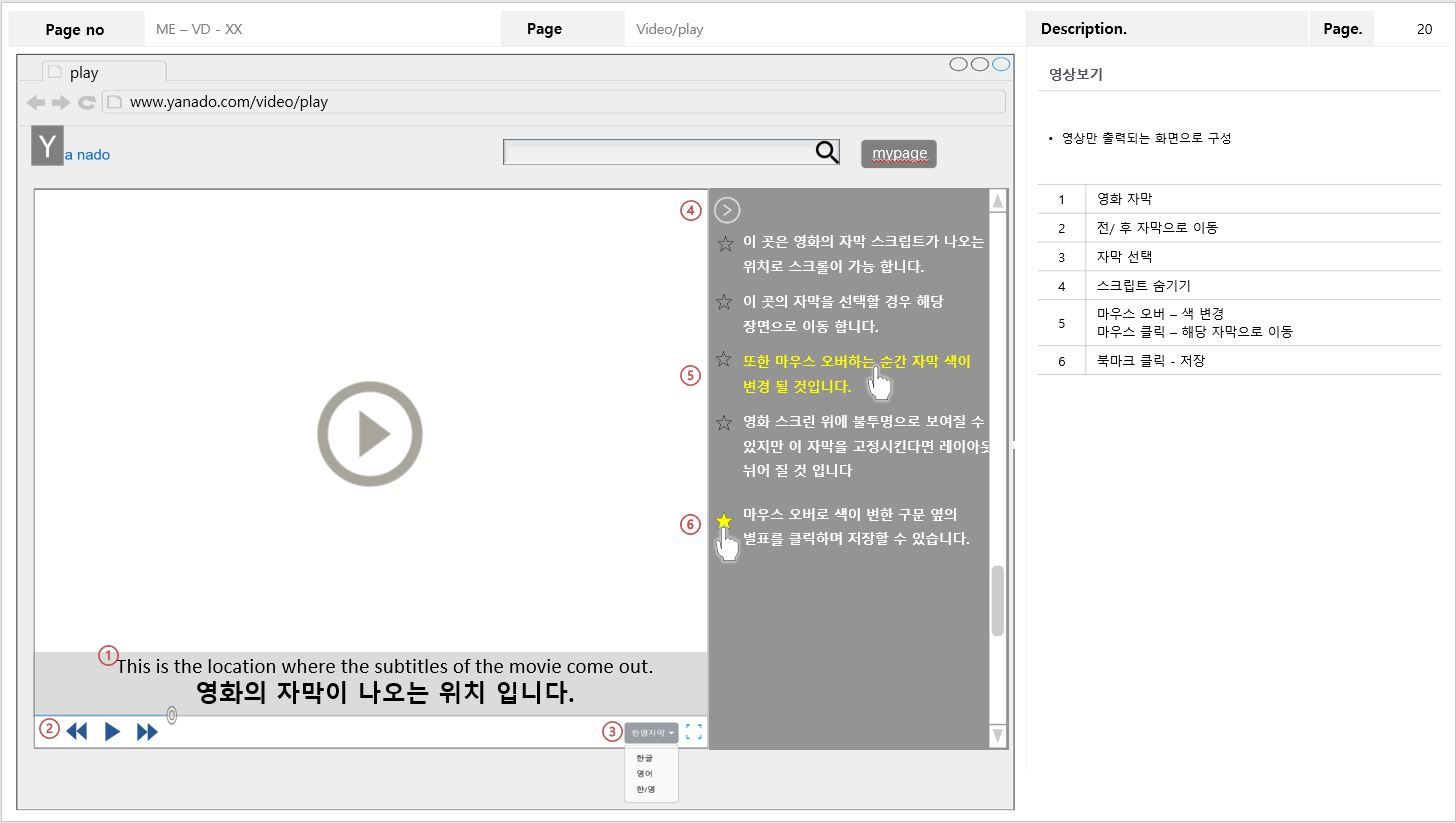 Page no
ME – VD - XX
Page
Video/play
Description.
Page.
20
play
www.yanado.com/video/play
Y
a nado
mypage
4
이 곳은 영화의 자막 스크립트가 나오는
위치로 스크롤이 가능 합니다.
이 곳의 자막을 선택할 경우 해당
장면으로 이동 합니다.
5
또한 마우스 오버하는 순간 자막 색이
변경 될 것입니다.
영화 스크린 위에 불투명으로 보여질 수
있지만 이 자막을 고정시킨다면
뉘어 질 것 입니다
6
마우스 오버로 색이 변한 구문 옆의
별표를 클릭하며 저장할 수 있습니다.
1
This is the location where the subtitles of the movie come out.
영화의 자막이 나오는 위치 입니다.
2
3
한영자막
한글
영어
한/영
영상보기
• 영상만 출력되는 화면으로 구성
1 영화 자막
2 전/ 후 자막으로 이동
3 자막 선택
4 스크립트 숨기기
5 마우스 오버 – 색 변경
마우스 클릭 – 해당 자막으로 이동
6 북마크 클릭 - 저장